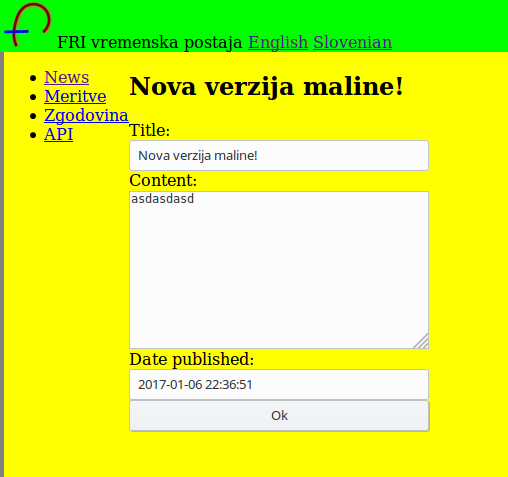 FRI vremenska postaja English Slovenian
News
Meritve
Zgodovina
API
Nova verzija maline!
Title:
Nova verzija maline!
Content:
asdasdasd
Date published:
2017-01-06 22:36:51
Ok